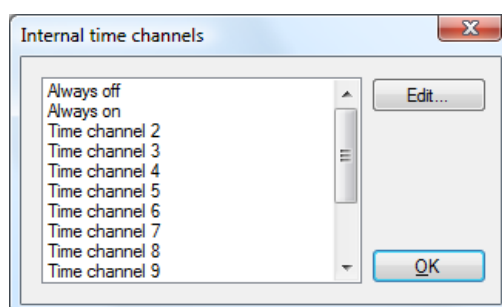 Internal time channels
Always off
Edit...
Always on
Time channel 2
Time channel 3
Time channel 4
Time channel 5
Time channel 6
Time channel 7
Time channel 8
Time channel 9
OK